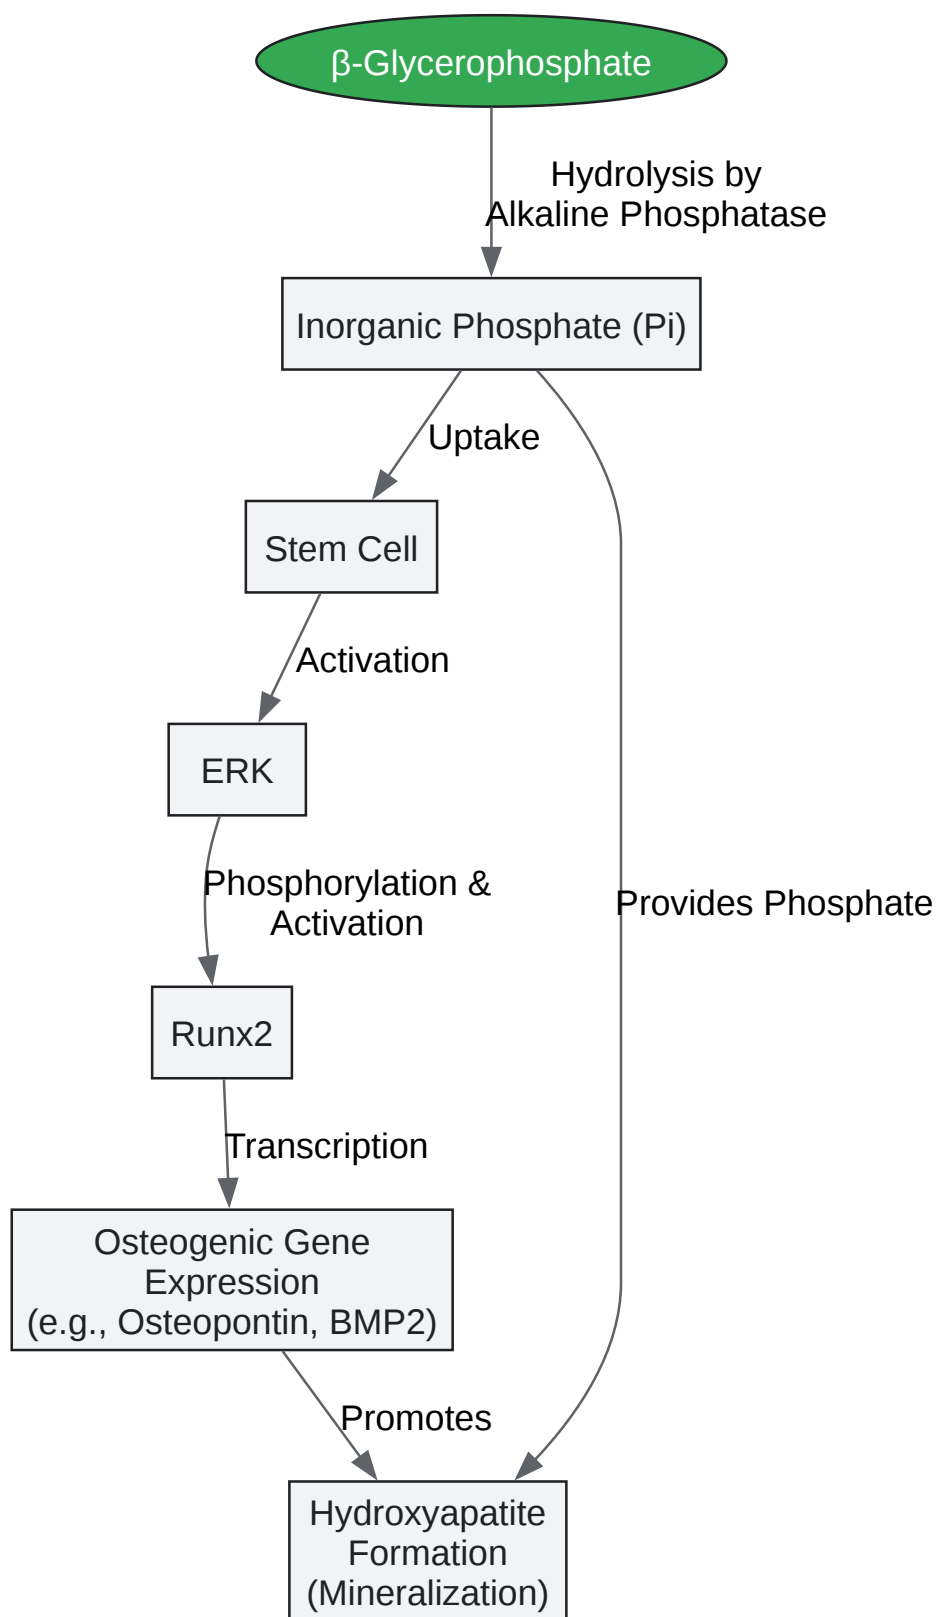 β-Glycerophosphate
Hydrolysis by
Alkaline Phosphatase
Inorganic Phosphate (Pi)
Uptake
Stem Cell
Activation
ERK
Phosphorylation &
Activation
Provides Phosphate
Runx2
Transcription
Osteogenic Gene
Expression
(e.g., Osteopontin, BMP2)
Promotes
Hydroxyapatite
Formation
(Mineralization)